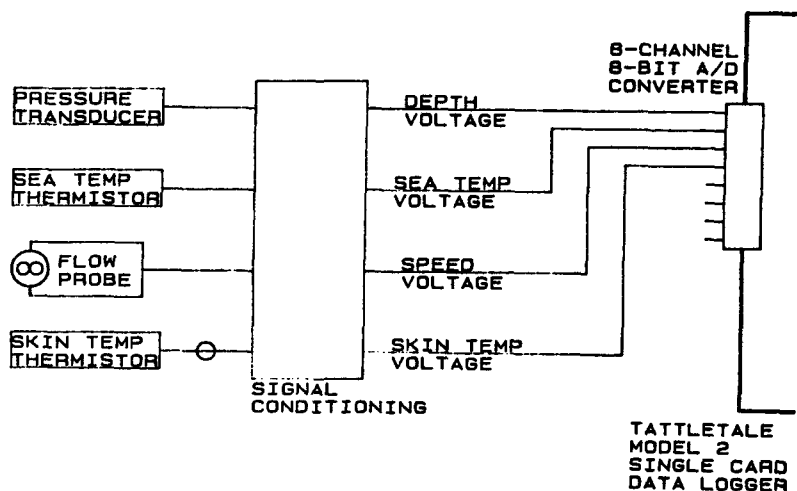 8-CHANNEL
8-BIT A/D
CONVERTER
PRESSURE
TRANSDUCER
DEPTH
VOLTAGE
SEA TEMP
THERMISTOR
SEA TEMP
VOLTAGE
FLOW
PROBE
SPEED
VOLTAGE
SKIN TEMP
THERMISTOR
SKIN TEMP
VOLTAGE
SIGNAL
CONDITIONING
TATTLETALE
MODEL 2
SINGLE CARD
DATA LOGGER